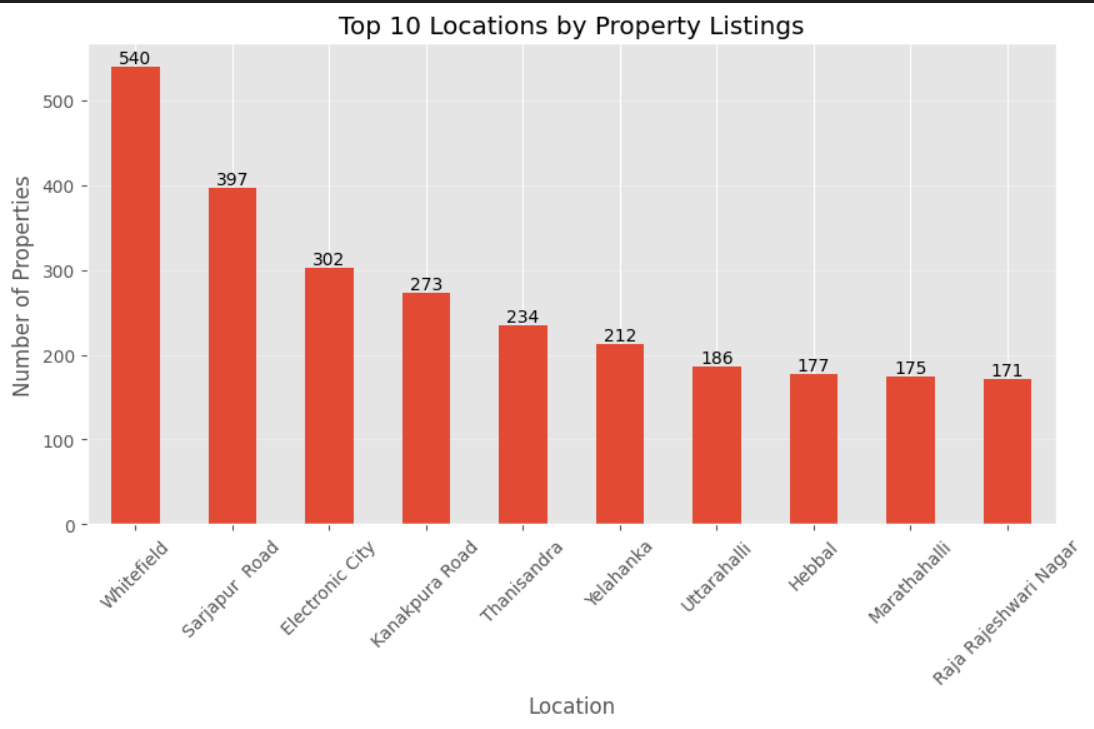 Top 10 Locations by Property Listings
540
397
302
273
234
212
186
177
175
171
500
400
300
200
100
0
Number of Properties
Whitefield
Sarjapur  Road
Electronic City
Kanakpura Road
Thanisandra
Yelahanka
Uttarahalli
Hebbal
Marathahalli
Raja Rajeshwari Nagar
Location